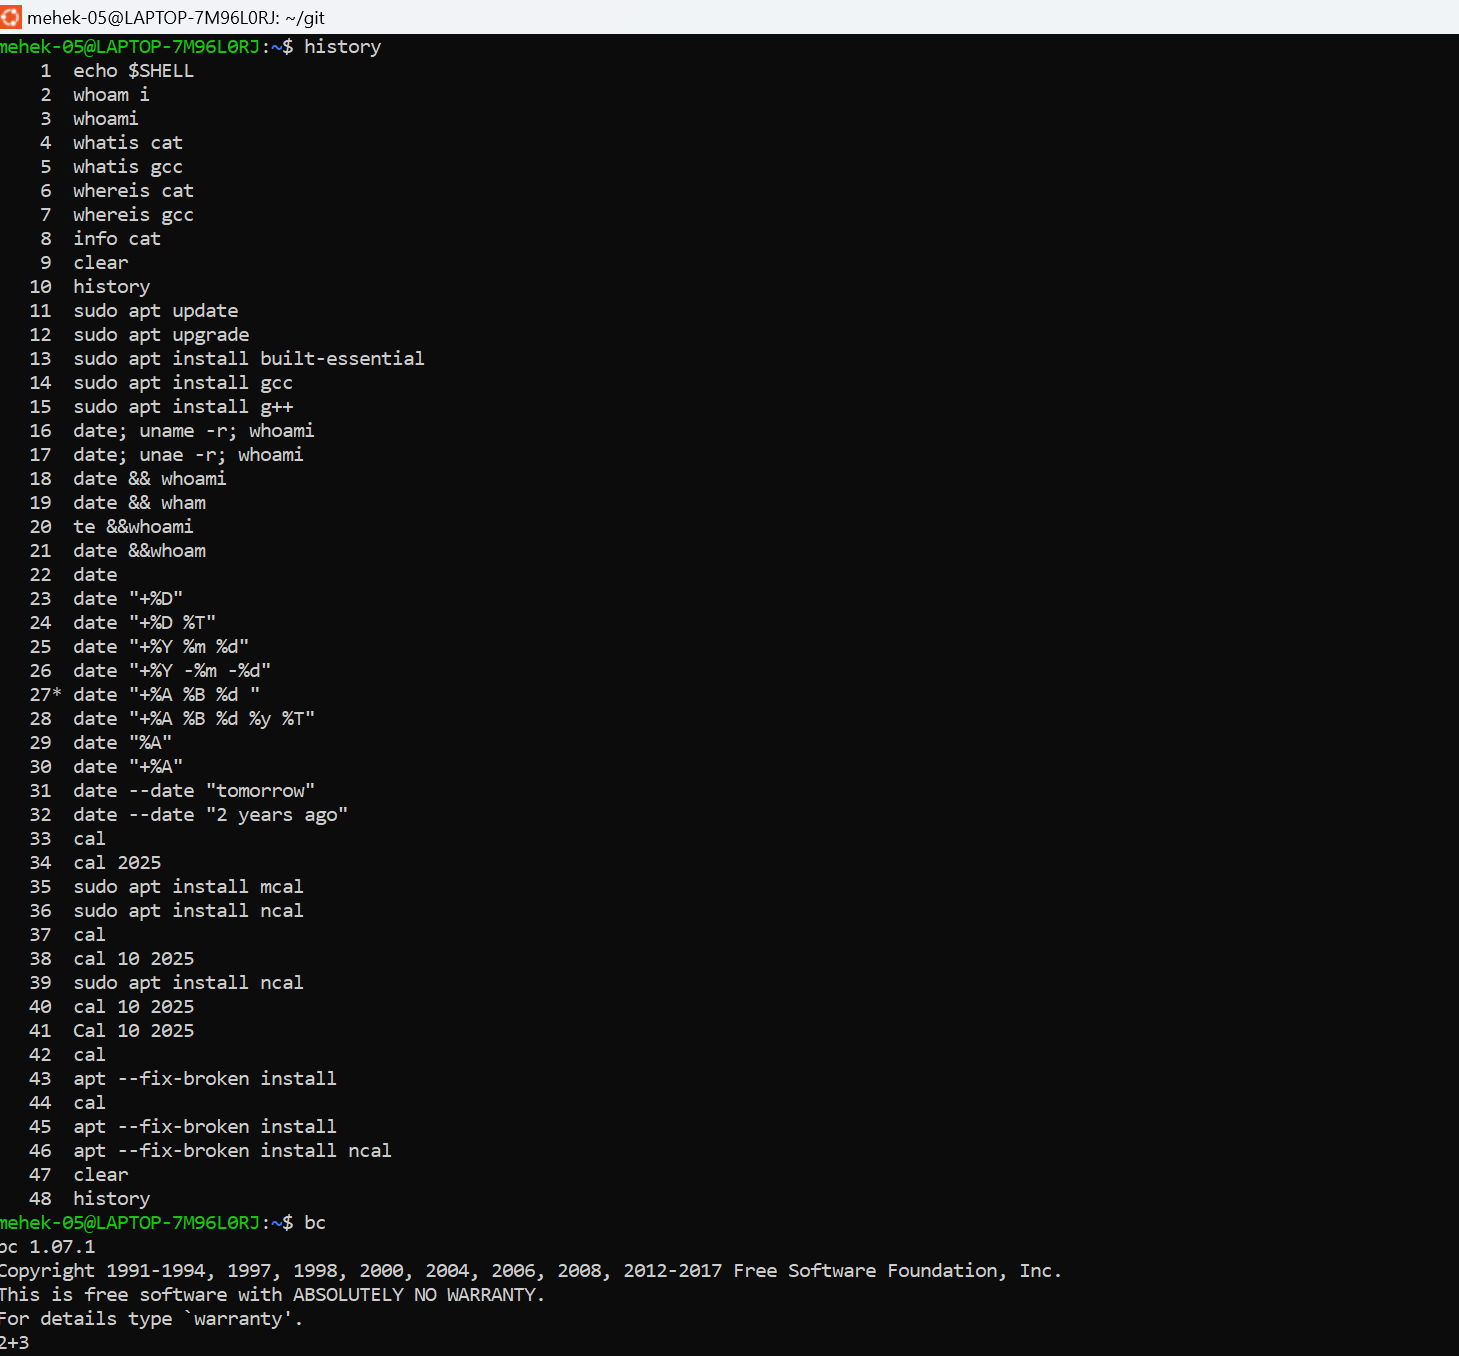 mehek-05@LAPTOP-7M96L0RJ: ~/git
mehek-05@LAPTOP-7M96L0RJ:~$ history
1 echo $SHELL
2 whoam i
3 whoami
4 whatis cat
5 whatis gcc
6 whereis cat
7 whereis gcc
8 info cat
9 clear
10 history
11 sudo apt update
12 sudo apt upgrade
13 sudo apt install built-essential
14 sudo apt install gcc
15 sudo apt install g++
16 date; uname -r; whoami
17 date; unae -r; whoami
18 date && whoami
19 date && wham
20 te &&whoami
21 date &&whoam
22 date
23 date "+%D"
24 date "+%D %T"
25 date "+%Y %m %d"
26 date "+%Y -%m -%d"
27* date "+%A %B %d "
28 date "+%A %B %d %y %T"
29 date "%A"
30 date "+%A"
31 date --date "tomorrow"
32 date --date "2 years ago"
33 cal
34 cal 2025
35 sudo apt install mcal
36 sudo apt install ncal
37 cal
38 cal 10 2025
39 sudo apt install ncal
40 cal 10 2025
41 Cal 10 2025
42 cal
43 apt --fix-broken install
44 cal
45 apt --fix-broken install
46 apt --fix-broken install ncal
47 clear
48 history
mehek-05@LAPTOP-7M96L0RJ:~$ bc
bc 1.07.1
Copyright 1991-1994, 1997, 1998, 2000, 2004, 2006, 2008, 2012-2017 Free Software Foundation, Inc.
This is free software with ABSOLUTELY NO WARRANTY.
For details type `warranty'.
2+3